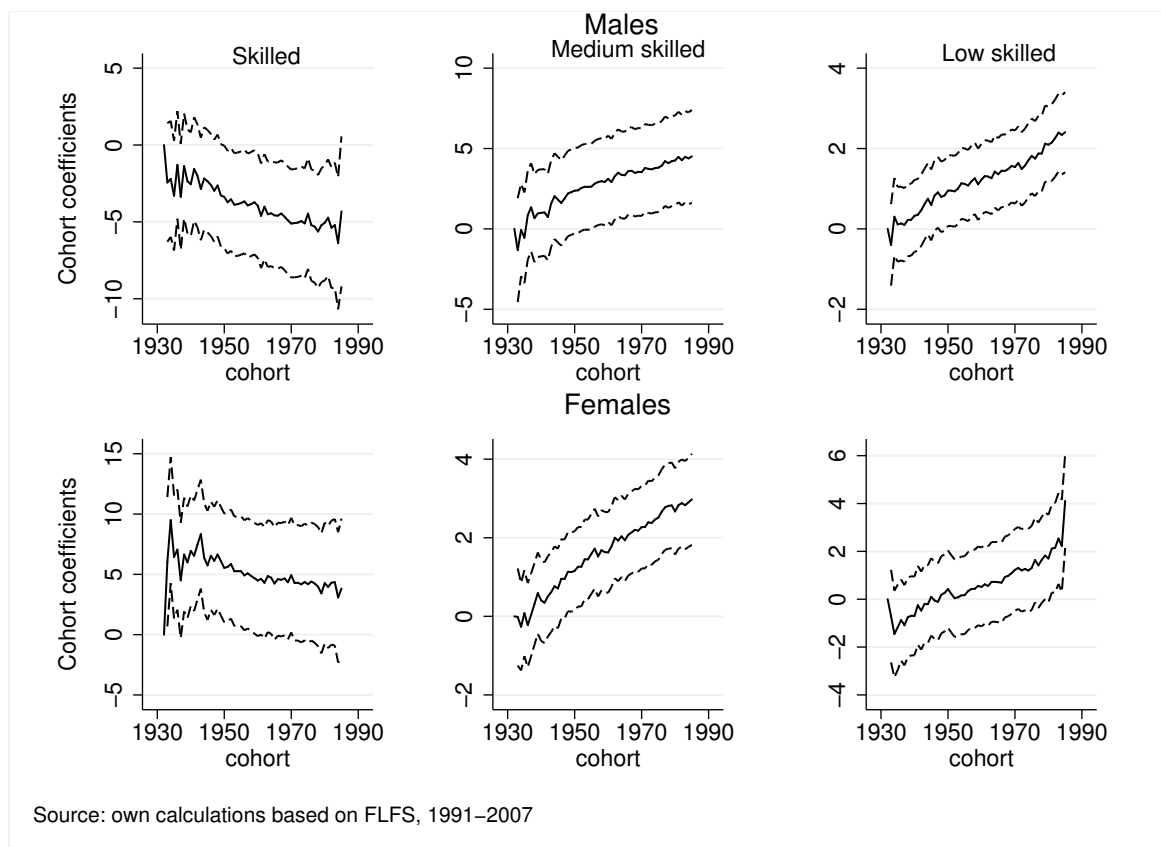 Males
Skilled
Medium skilled
Low skilled
Cohort coefficients
5
0
−5
−10
10
5
0
−5
4
2
0
−2
1930 1950 1970 1990
1930 1950 1970 1990
1930 1950 1970 1990
cohort
cohort
cohort
Females
Cohort coefficients
15
10
5
0
−5
4
2
0
−2
6
4
2
0
−2
−4
1930 1950 1970 1990
1930 1950 1970 1990
1930 1950 1970 1990
cohort
cohort
cohort
Source: own calculations based on FLFS, 1991−2007